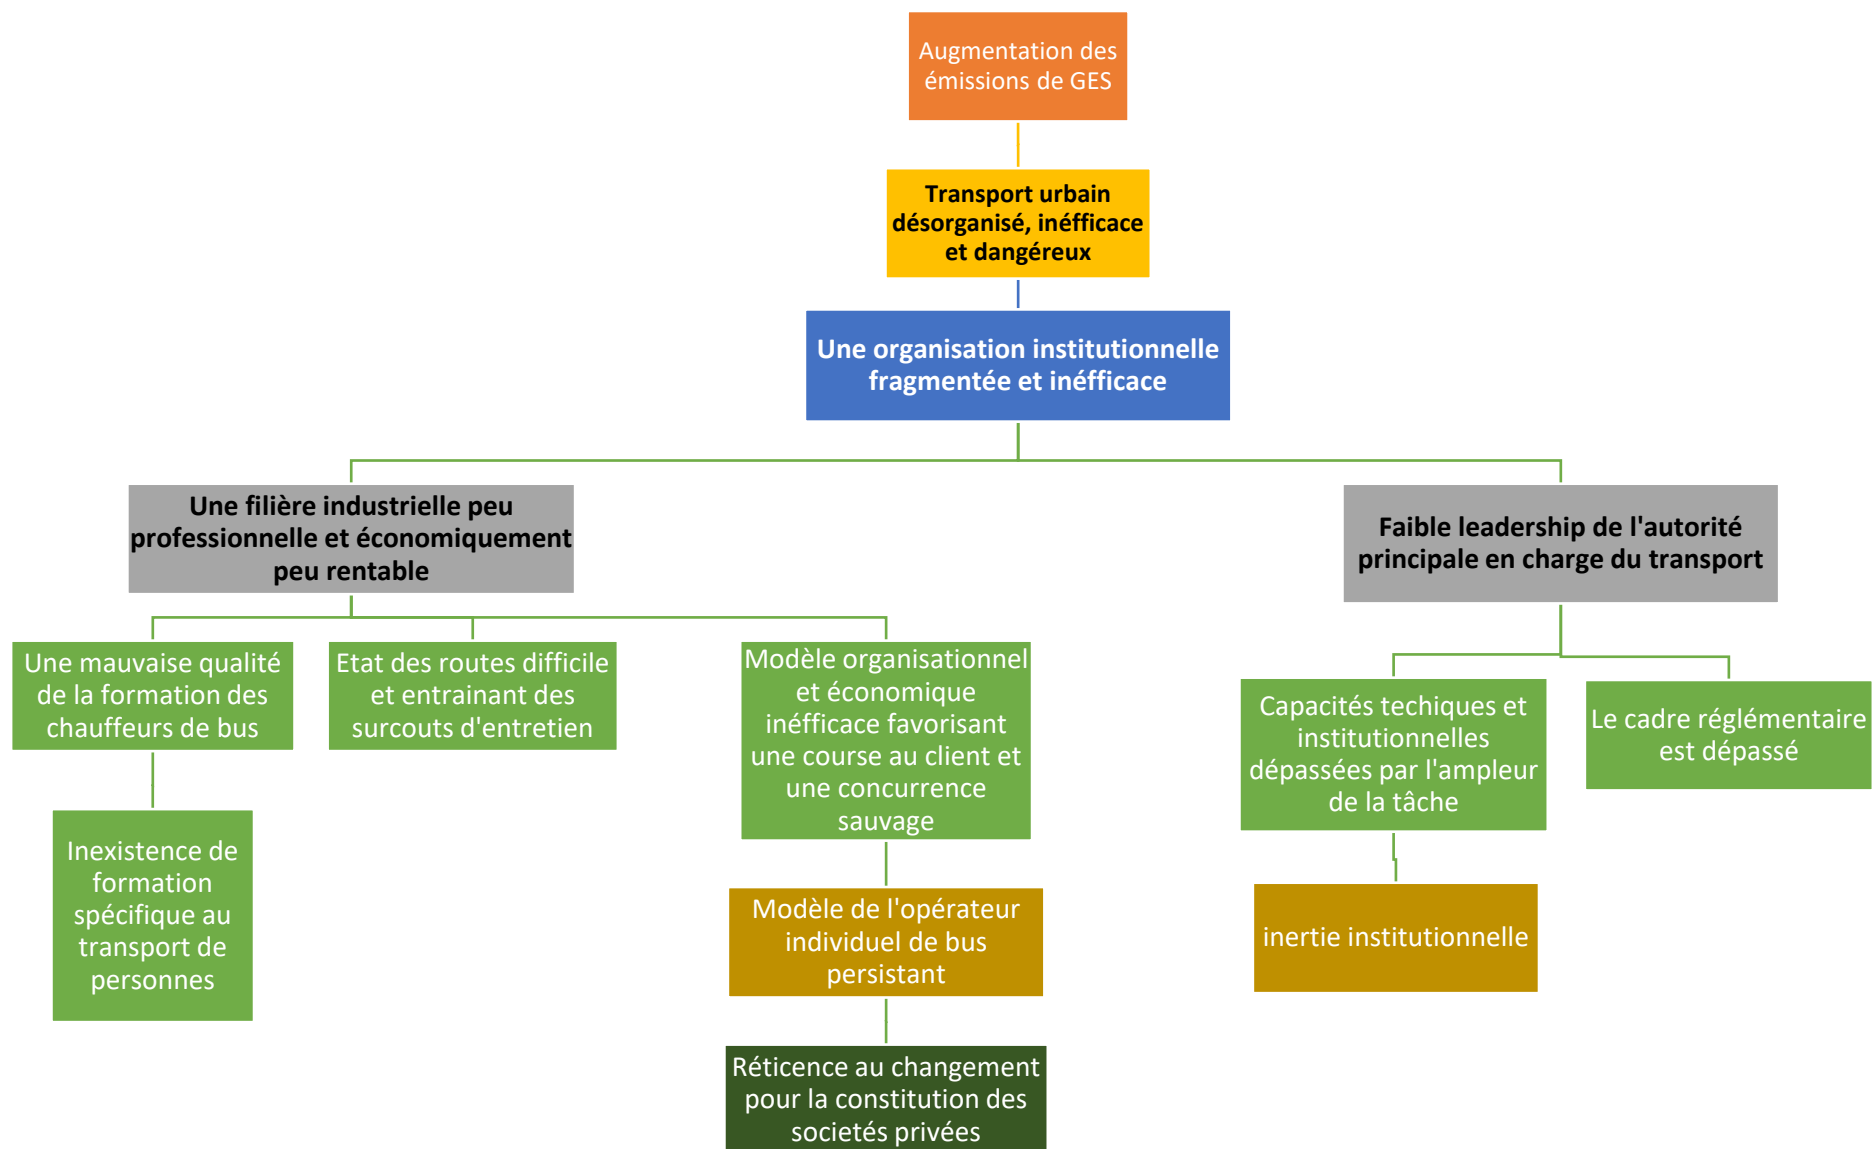 Augmentation des
émissions de GES
Transport urbain
désorganisé, inéfficace
et dangéreux
Une organisation institutionnelle
fragmentée et inéfficace
Une filière industrielle peu
professionnelle et économiquement
peu rentable
Faible leadership de l'autorité
principale en charge du transport
Une mauvaise qualité
de la formation des
chauffeurs de bus
Etat des routes difficile
et entrainant des
surcouts d'entretien
Modèle organisationnel
et économique
inéfficace favorisant
une course au client et
une concurrence
sauvage
Capacités techiques et
institutionnelles
dépassées par l'ampleur
de la tâche
Le cadre réglémentaire
est dépassé
Inexistence de
formation
spécifique au
transport de
personnes
Modèle de l'opérateur
individuel de bus
persistant
inertie institutionnelle
Réticence au changement
pour la constitution des
societés privées